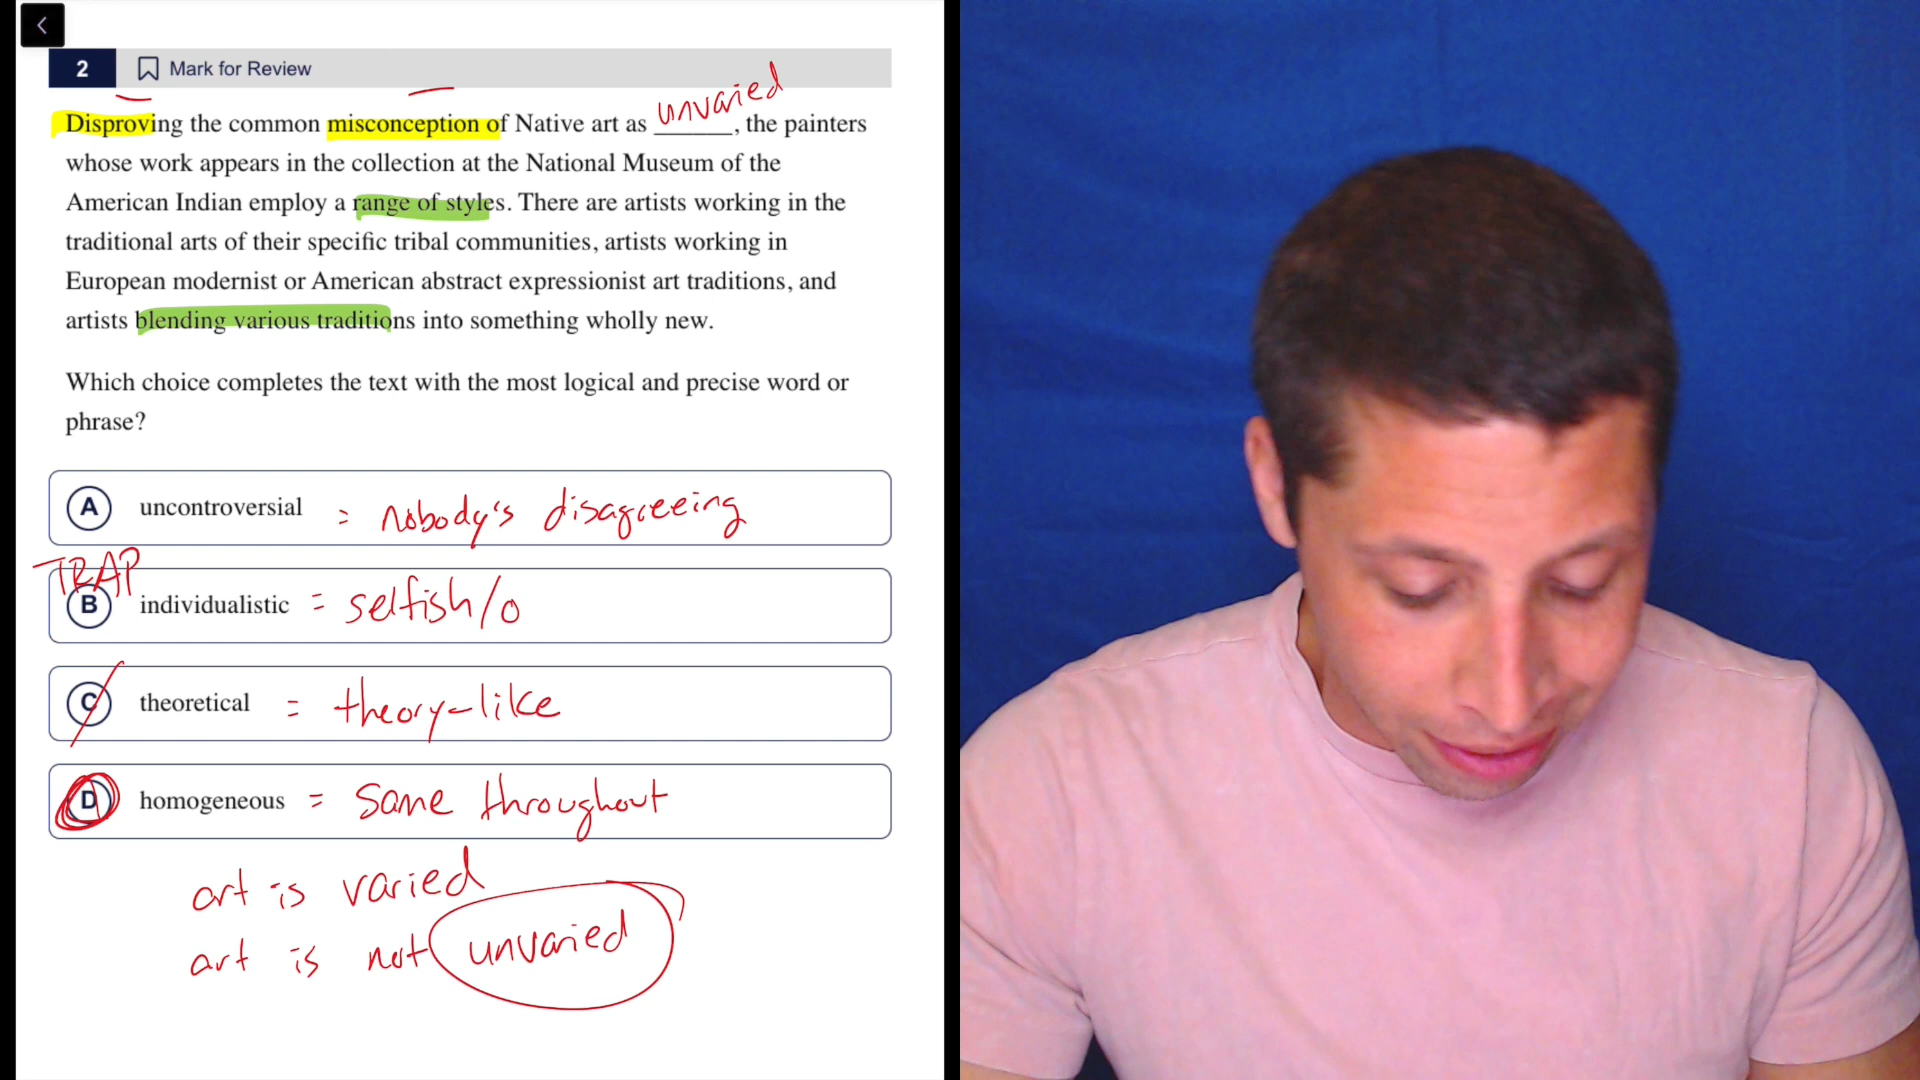 2 Mark for Review
unvaried
Disproving the common misconception of Native art as ______, the painters
whose work appears in the collection at the National Museum of the
American Indian employ a range of styles. There are artists working in the
traditional arts of their specific tribal communities, artists working in
European modernist or American abstract expressionist art traditions, and
artists blending various traditions into something wholly new.
Which choice completes the text with the most logical and precise word or
phrase?
A uncontroversial = nobody's disagreeing
TRAP
B individualistic = selfish/o
C theoretical = theory-like
D homogeneous = same throughout
art is varied
art is not unvaried